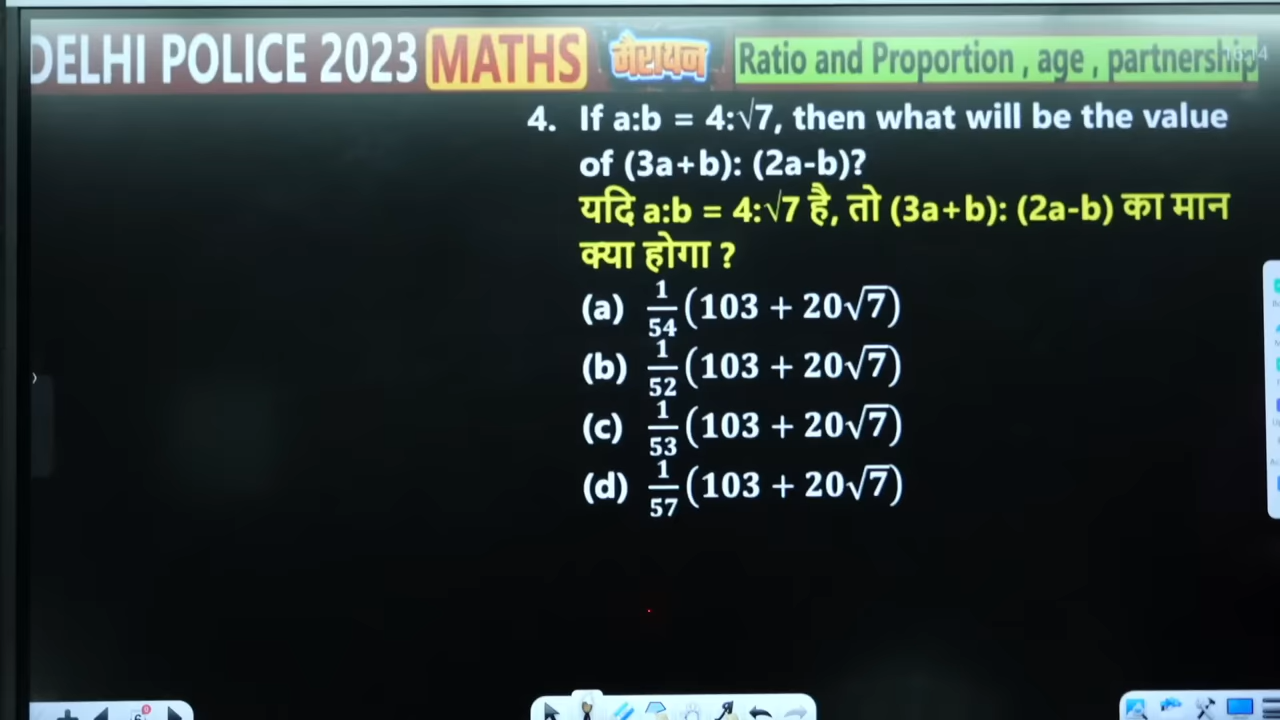 DELHI POLICE 2023 MATHS मैराथन Ratio and Proportion , age , partnership
4. If a:b = 4:√7, then what will be the value
of (3a+b): (2a-b)?
यदि a:b = 4:√7 है, तो (3a+b): (2a-b) का मान
क्या होगा ?
(a) 1/54 (103 + 20√7)
(b) 1/52 (103 + 20√7)
(c) 1/53 (103 + 20√7)
(d) 1/57 (103 + 20√7)